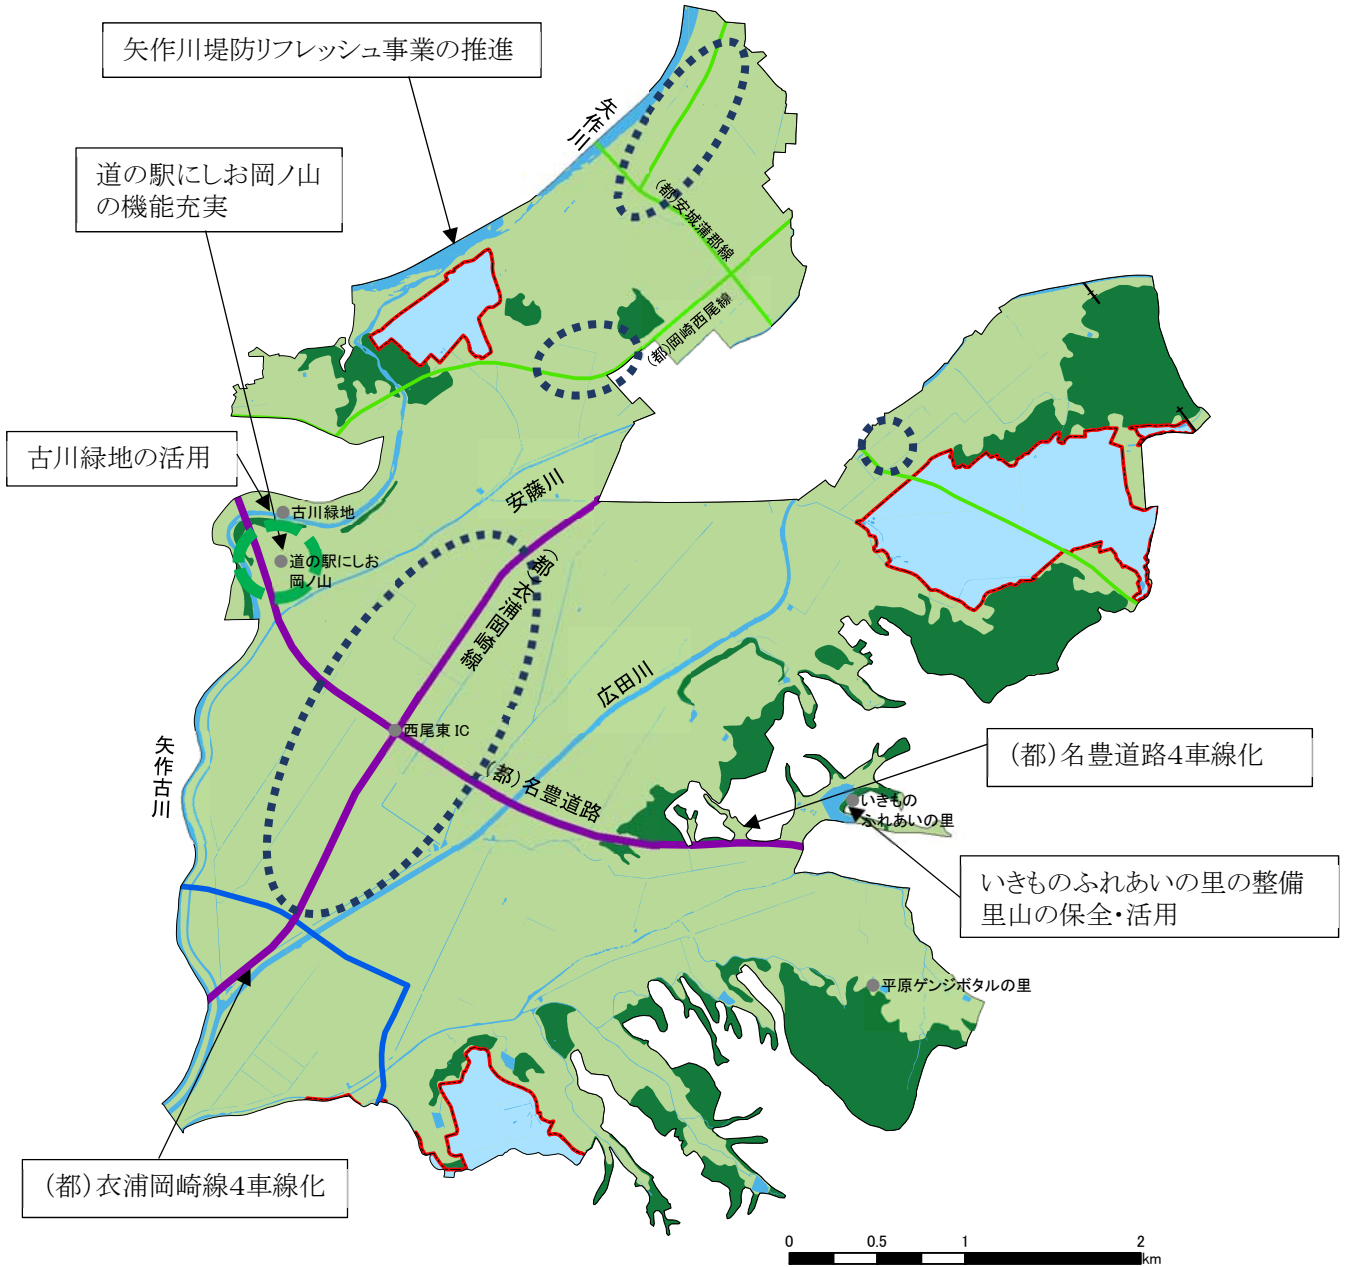 矢作川堤防リフレッシュ事業の推進
矢作川
道の駅にしお岡ノ山
の機能充実
(都)安城蒲郡線
(都)岡崎西尾線
古川緑地の活用
安藤川
古川緑地
道の駅にしお
岡ノ山
(都)衣浦岡崎線
広田川
西尾東 IC
矢作古川
(都)名豊道路
(都)名豊道路4車線化
いきもの
ふれあいの里
いきものふれあいの里の整備
里山の保全・活用
平原ゲンジボタルの里
(都)衣浦岡崎線4車線化
0 0.5 1 2
km